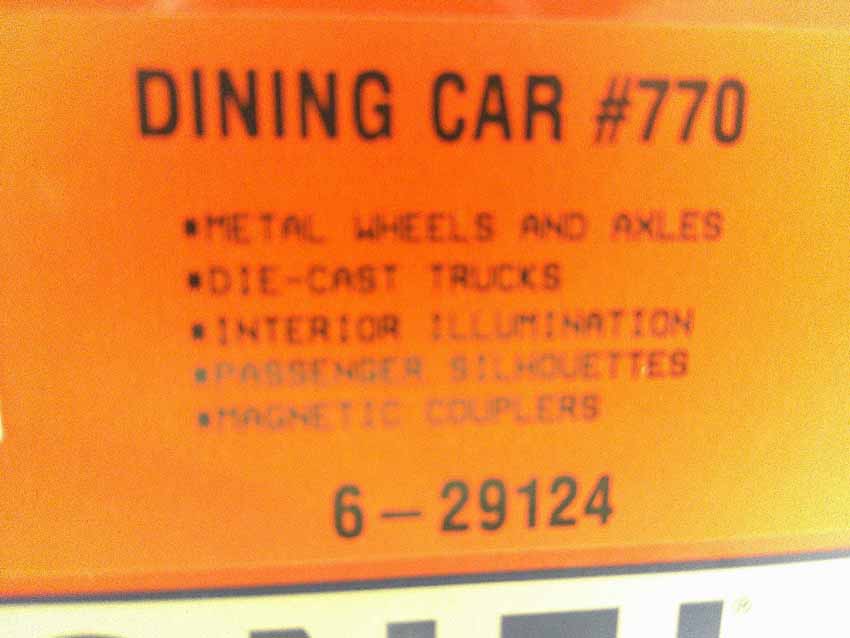 DINING CAR #770
▪METAL WHEELS AND AXLES
▪DIE-CAST TRUCKS
▪INTERIOR ILLUMINATION
▪PASSENGER SILHOUETTES
▪MAGNETIC COUPLERS
6-29124